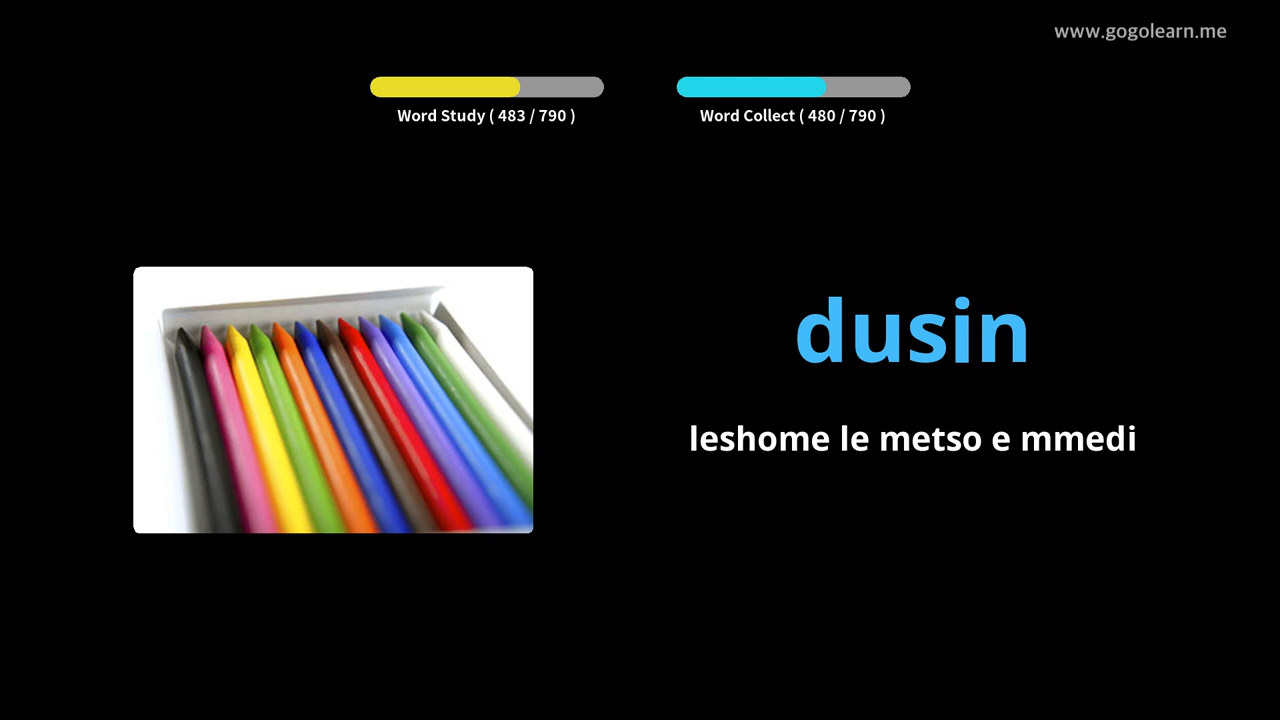 www.gogolearn.me
Word Study ( 483 / 790 )
Word Collect ( 480 / 790 )
dusin
leshome le metso e mmedi